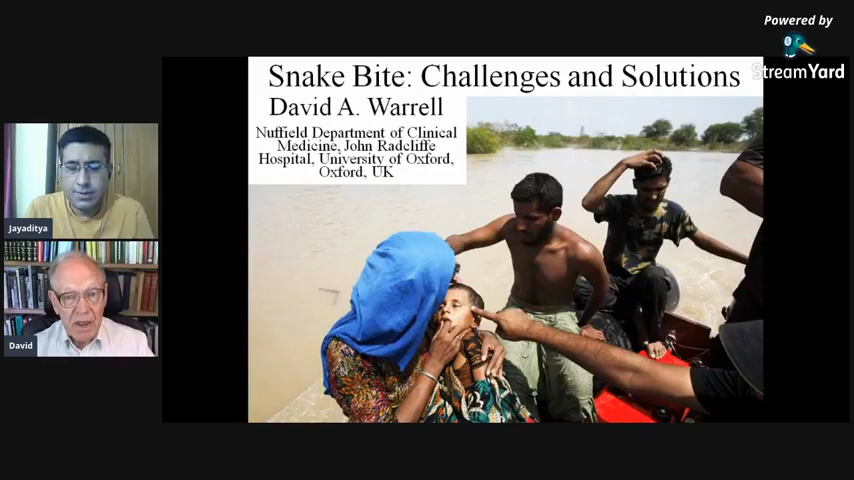 Powered by
StreamYard
Snake Bite: Challenges and Solutions
David A. Warrell
Nuffield Department of Clinical
Medicine, John Radcliffe
Hospital, University of Oxford,
Oxford, UK
Jayaditya
David